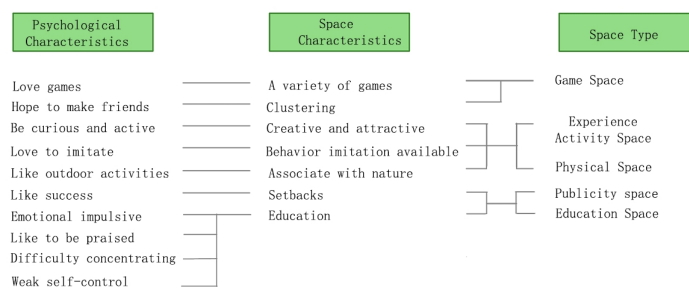 Psychological
Characteristics
Space
Characteristics
Space Type
Love games
A variety of games
Game Space
Hope to make friends
Clustering
Be curious and active
Creative and attractive
Experience
Activity Space
Love to imitate
Behavior imitation available
Like outdoor activities
Associate with nature
Physical Space
Like success
Setbacks
Publicity space
Emotional impulsive
Education
Education Space
Like to be praised
Difficulty concentrating
Weak self-control